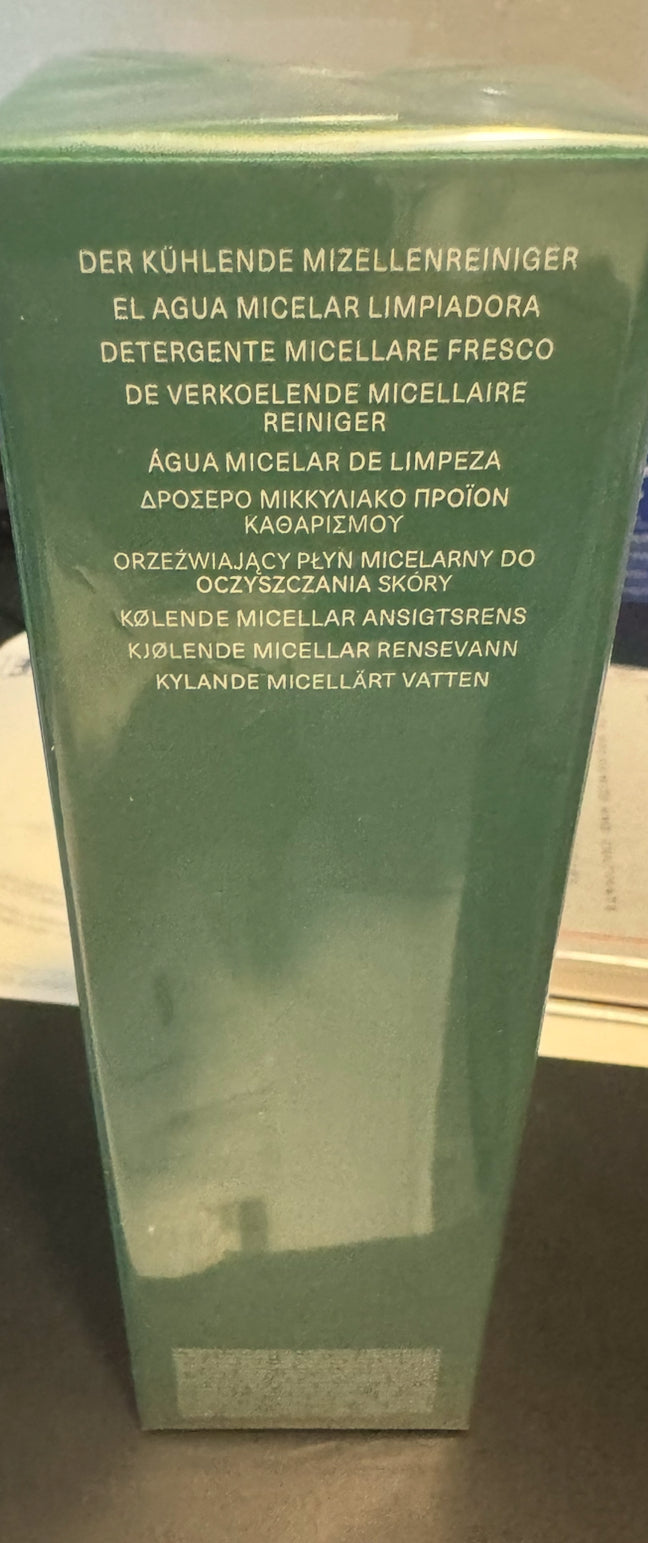 DER KÜHLENDE MIZELLENREINIGER
EL AGUA MICELAR LIMPIADORA
DETERGENTE MICELLARE FRESCO
DE VERKOELENDE MICELLAIRE
REINIGER
ÁGUA MICELAR DE LIMPEZA
ΔΡΟΣΕΡΟ ΜΙΚΚΥΛΙΑΚΟ ΠΡΟΪΟΝ
ΚΑΘΑΡΙΣΜΟΥ
ORZEŹWIAJĄCY PŁYN MICELARNY DO
OCZYSZCZANIA SKÓRY
KØLENDE MICELLAR ANSIGTSRENS
KJØLENDE MICELLAR RENSEVANN
KYLANDE MICELLÄRT VATTEN